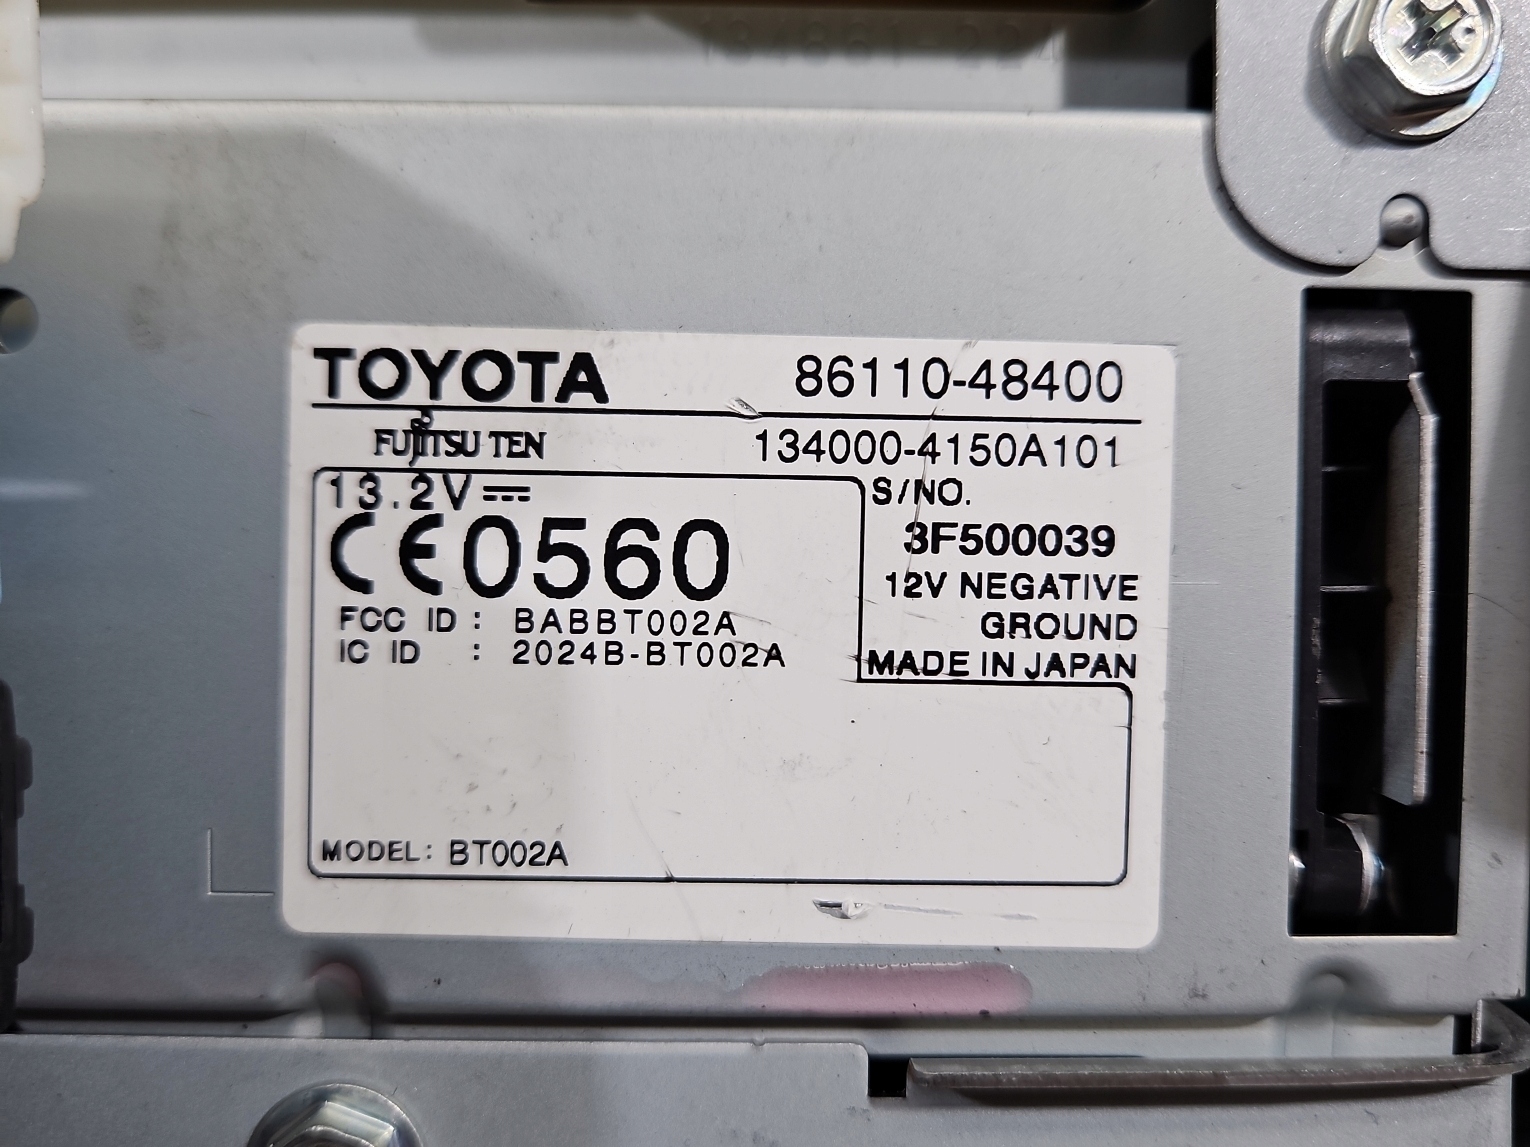 TOYOTA 86110-48400
FUJITSU TEN 134000-4150A101
13.2V
S/NO.
CE0560
3F500039
12V NEGATIVE
GROUND
MADE IN JAPAN
FCC ID : BABBT002A
IC ID : 2024B-BT002A
MODEL: BT002A